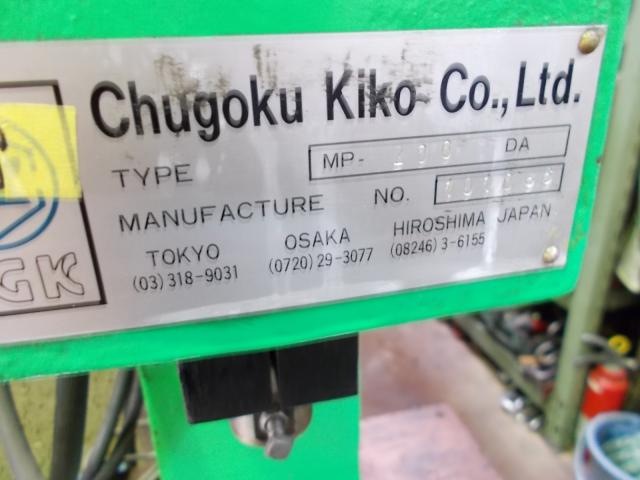 Chugoku Kiko Co., Ltd.
TYPE MP- 200 DA
MANUFACTURE NO.
TOKYO OSAKA HIROSHIMA JAPAN
(03) 318-9031 (0720) 29-3077 (08246) 3-6155
GK